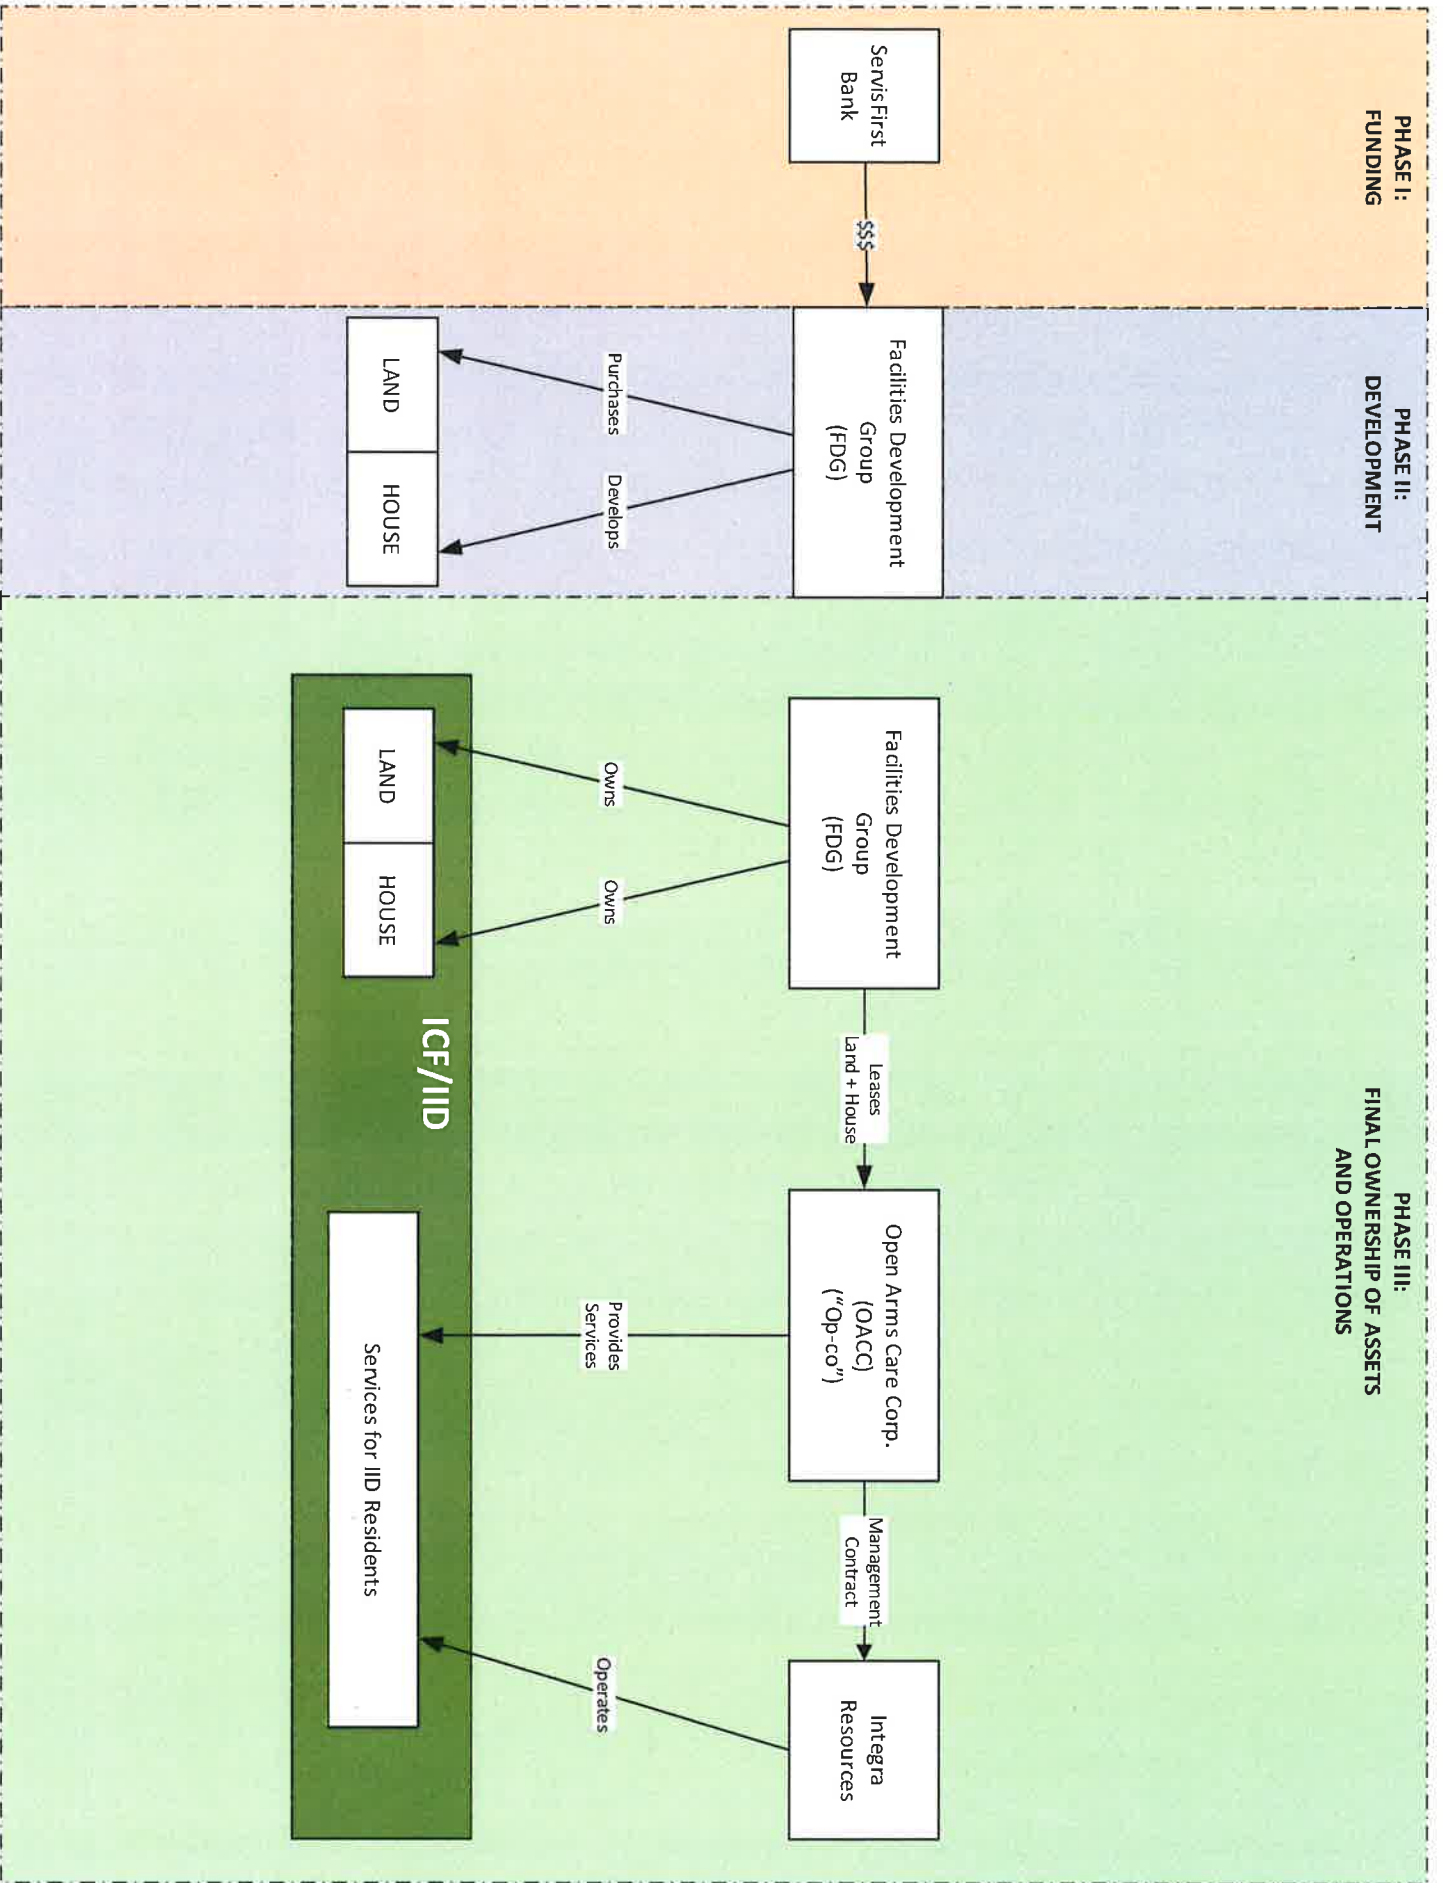 PHASE I:
FUNDING
ServisFirst
Bank
$$$
PHASE II:
DEVELOPMENT
Facilities Development
Group
(FDG)
Purchases
Develops
LAND
HOUSE
PHASE III:
FINAL OWNERSHIP OF ASSETS
AND OPERATIONS
Facilities Development
Group
(FDG)
Leases
Land + House
Open Arms Care Corp.
(OACC)
("Op-co")
Management
Contract
Integra
Resources
Owns
Owns
Provides
Services
Operates
ICF/IID
LAND
HOUSE
Services for IID Residents